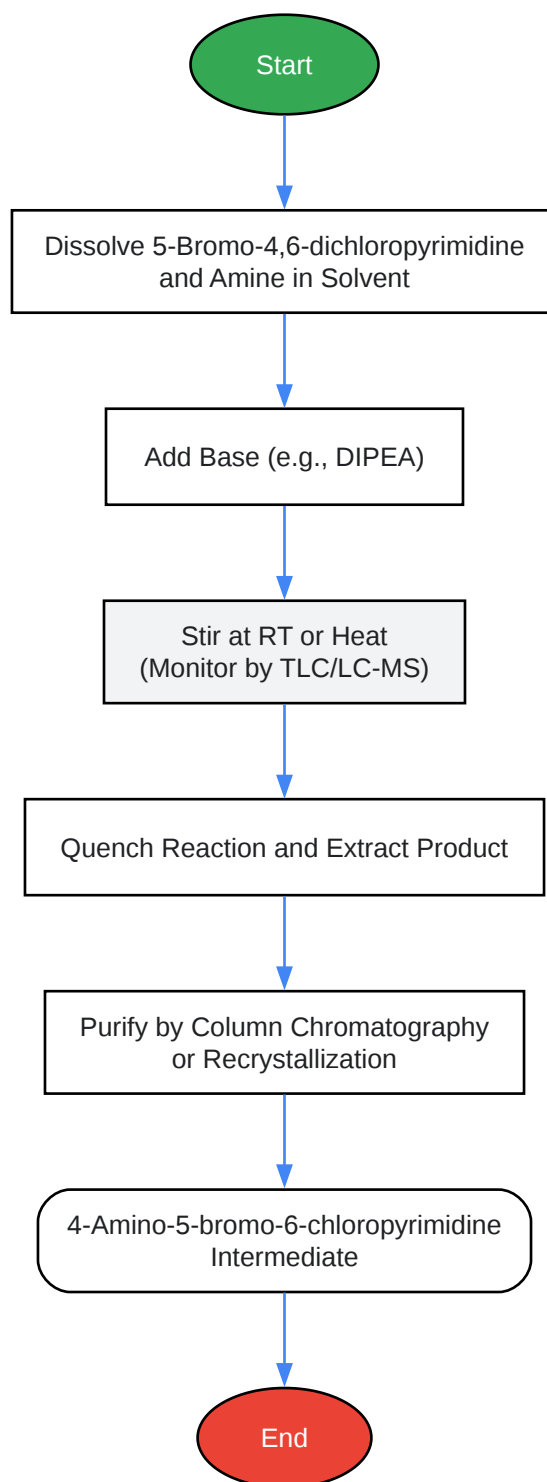 Start
Dissolve 5-Bromo-4,6-dichloropyrimidine
and Amine in Solvent
Add Base (e.g., DIPEA)
Stir at RT or Heat
(Monitor by TLC/LC-MS)
Quench Reaction and Extract Product
Purify by Column Chromatography
or Recrystallization
4-Amino-5-bromo-6-chloropyrimidine
Intermediate
End